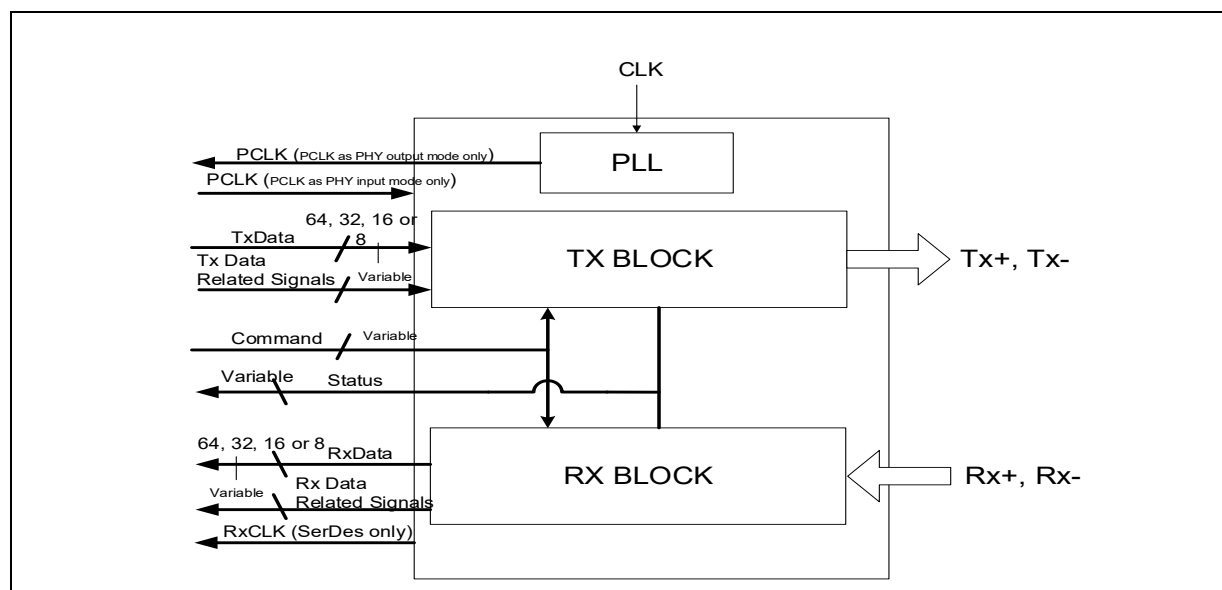 CLK
PLL
PCLK (PCLK as PHY output mode only)
PCLK (PCLK as PHY input mode only)
64, 32, 16 or
8
TxData
Tx Data
Related Signals
Variable
TX BLOCK
Tx+, Tx-
Command
Variable
Variable
Status
64, 32, 16 or 8
RxData
Variable
Rx Data
Related Signals
RX BLOCK
Rx+, Rx-
RxCLK (SerDes only)